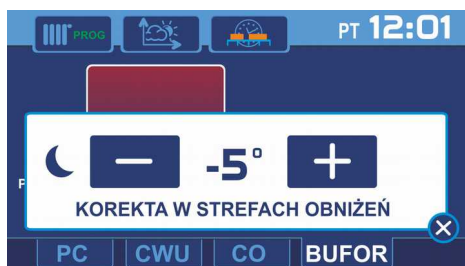 PROG
PT 12:01
-5°
P
KOREKTA W STREFACH OBNIŻEŃ
PC CWU CO BUFOR